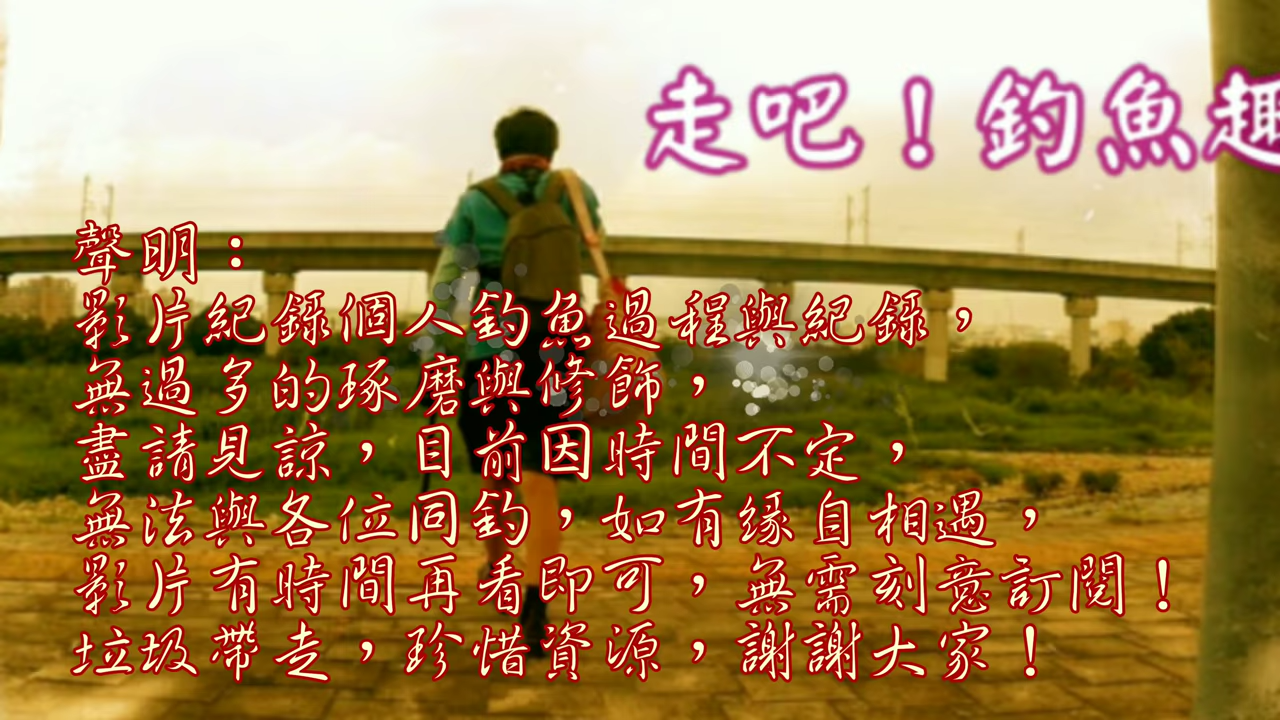 走吧！釣魚趣
聲明：
影片紀錄個人釣魚過程與紀錄，
無過多的琢磨與修飾，
盡請見諒，目前因時間不定，
無法與各位同釣，如有緣自相遇，
影片有時間再看即可，無需刻意訂閱！
垃圾帶走，珍惜資源，謝謝大家！